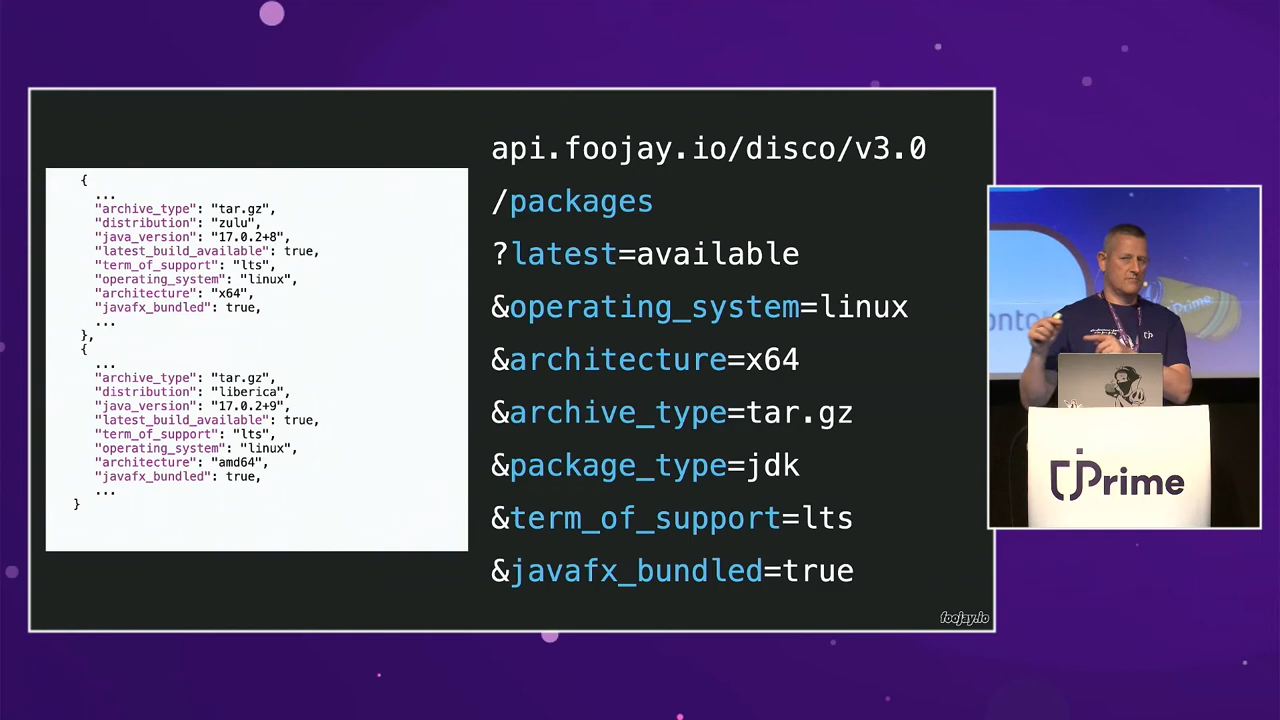 {
...
"archive_type": "tar.gz",
"distribution": "zulu",
"java_version": "17.0.2+8",
"latest_build_available": true,
"term_of_support": "lts",
"operating_system": "linux",
"architecture": "x64",
"javafx_bundled": true,
...
},
{
...
"archive_type": "tar.gz",
"distribution": "liberica",
"java_version": "17.0.2+9",
"latest_build_available": true,
"term_of_support": "lts",
"operating_system": "linux",
"architecture": "amd64",
"javafx_bundled": true,
...
}
api.foojay.io/disco/v3.0
/packages
?latest=available
&operating_system=linux
&architecture=x64
&archive_type=tar.gz
&package_type=jdk
&term_of_support=lts
&javafx_bundled=true
foojay.io
jPrime